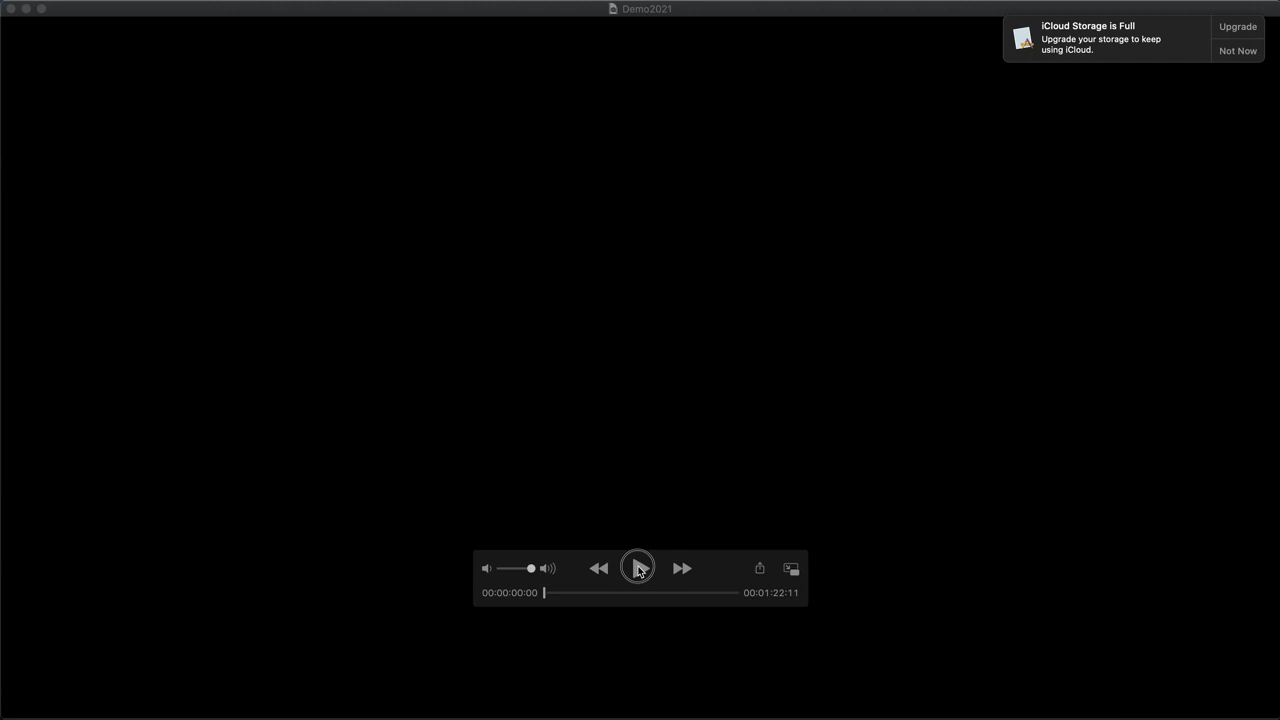 Demo2021
iCloud Storage is Full
Upgrade your storage to keep
using iCloud.
Upgrade
Not Now
00:00:00:00
00:01:22:11